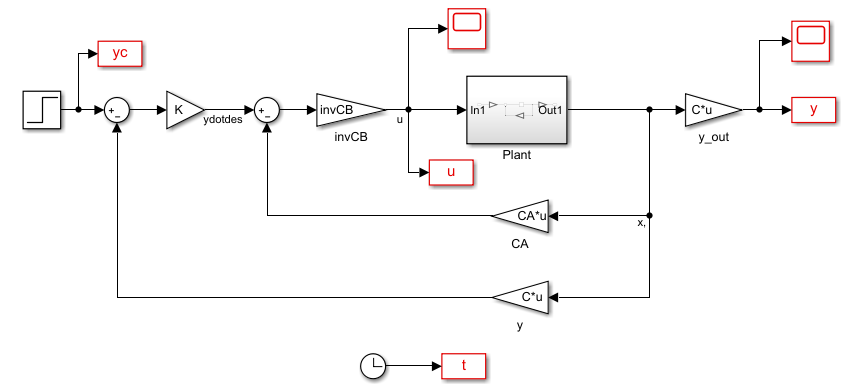 yc
+
−
K
ydotdes
+
−
invCB
invCB
u
u
In1
Out1
Plant
C*u
y_out
y
CA*u
CA
x,
C*u
y
t